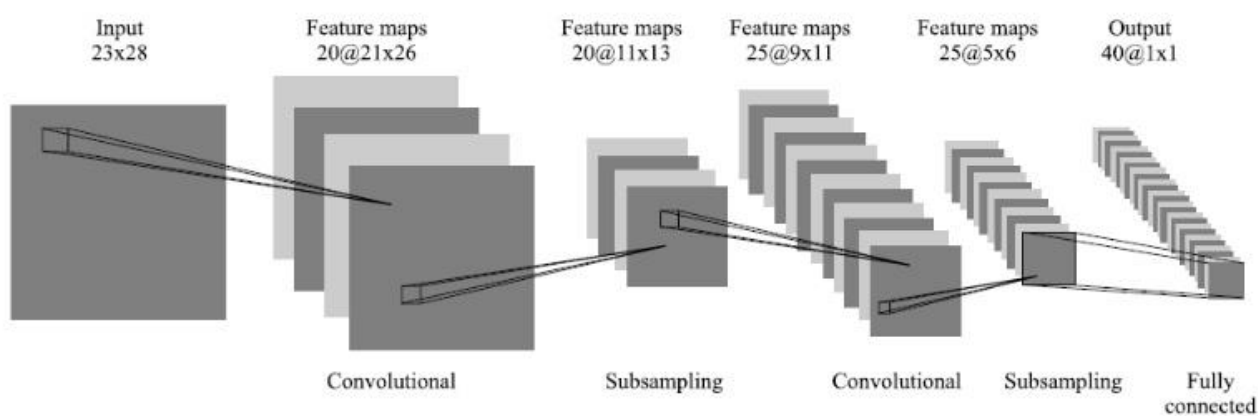 Input
23x28
Feature maps
20@21x26
Feature maps
20@11x13
Feature maps
25@9x11
Feature maps
25@5x6
Output
40@1x1
Convolutional
Subsampling
Convolutional
Subsampling
Fully
connected